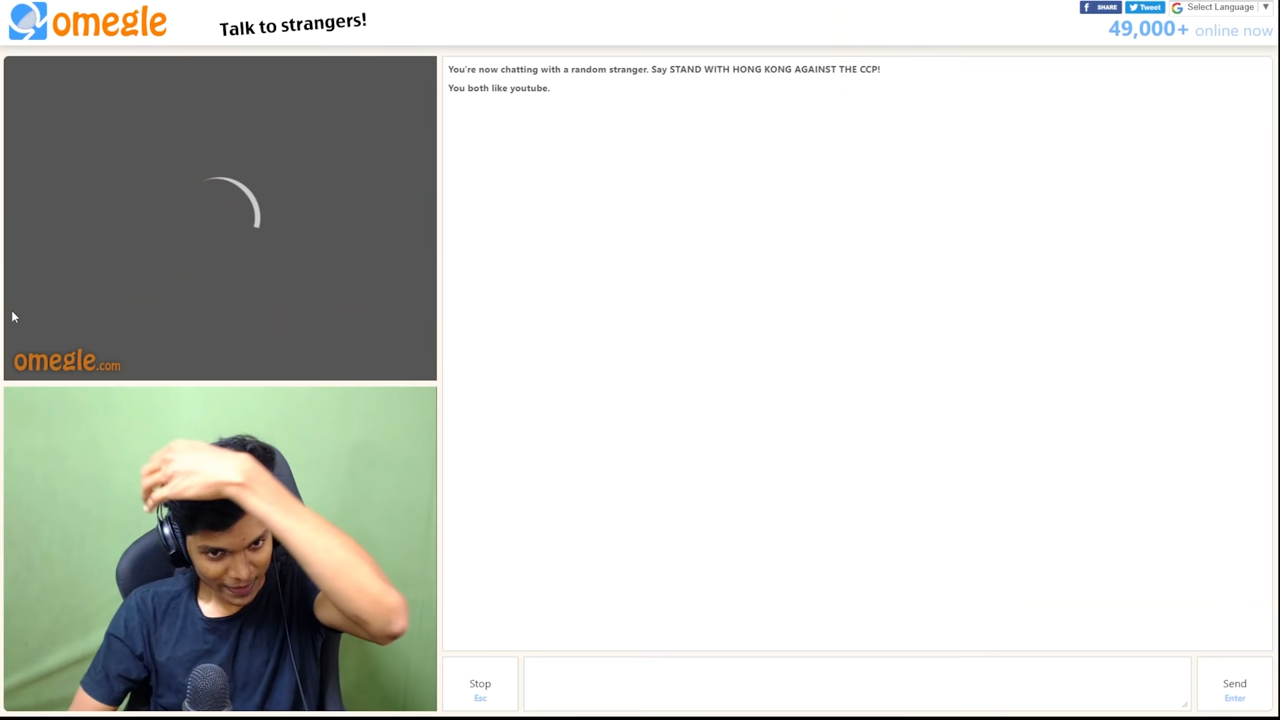 omegle
Talk to strangers!
SHARE
Tweet
Select Language
49,000+ online now
You're now chatting with a random stranger. Say STAND WITH HONG KONG AGAINST THE CCP!
You both like youtube.
omegle.com
Stop
Esc
Send
Enter